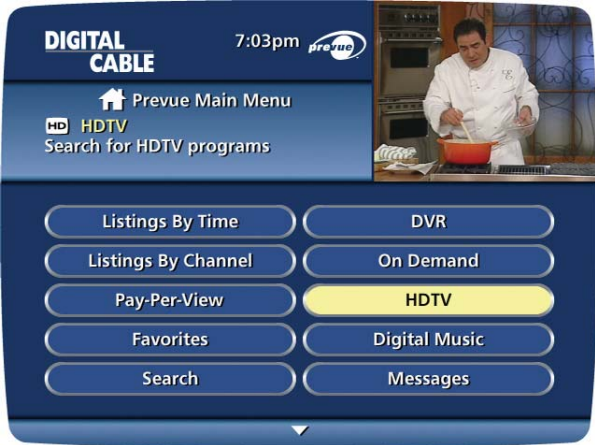 DIGITAL
CABLE
7:03pm
prevue
Prevue Main Menu
HD HDTV
Search for HDTV programs
Listings By Time
DVR
Listings By Channel
On Demand
Pay-Per-View
HDTV
Favorites
Digital Music
Search
Messages